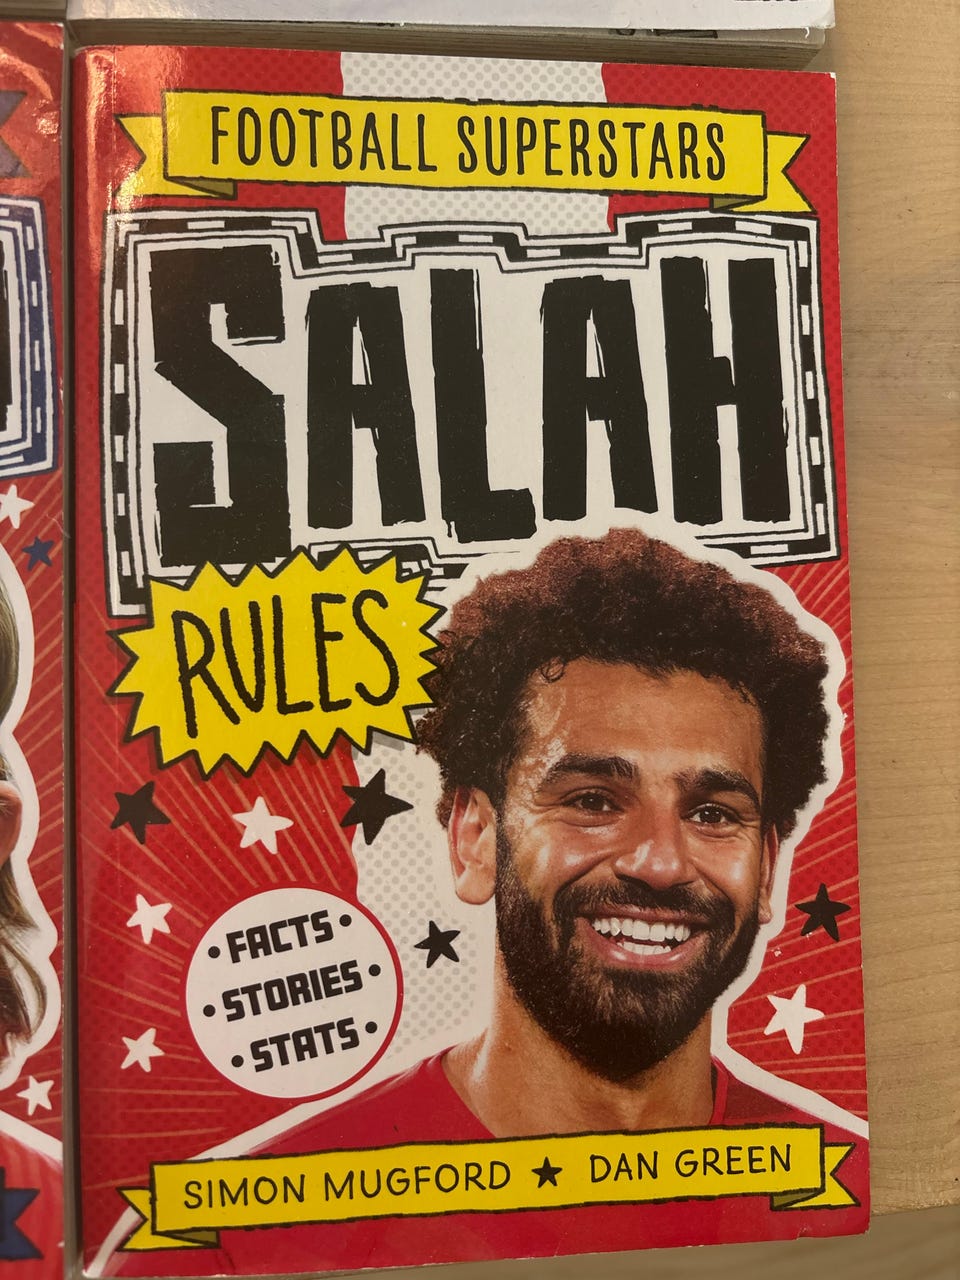 FOOTBALL SUPERSTARS
SALAH
RULES
• FACTS •
• STORIES •
• STATS •
SIMON MUGFORD ★ DAN GREEN